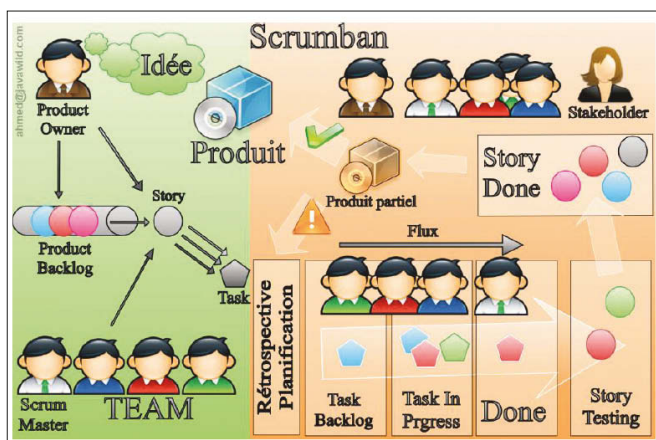 ahmed@javawild.com
Scrumban
Idée
Product
Owner
Produit
Stakeholder
Produit partiel
Story
Done
Story
Product
Backlog
Task
Flux
Rétrospective
Planification
Scrum
Master
TEAM
Task
Backlog
Task In
Prgress
Done
Story
Testing